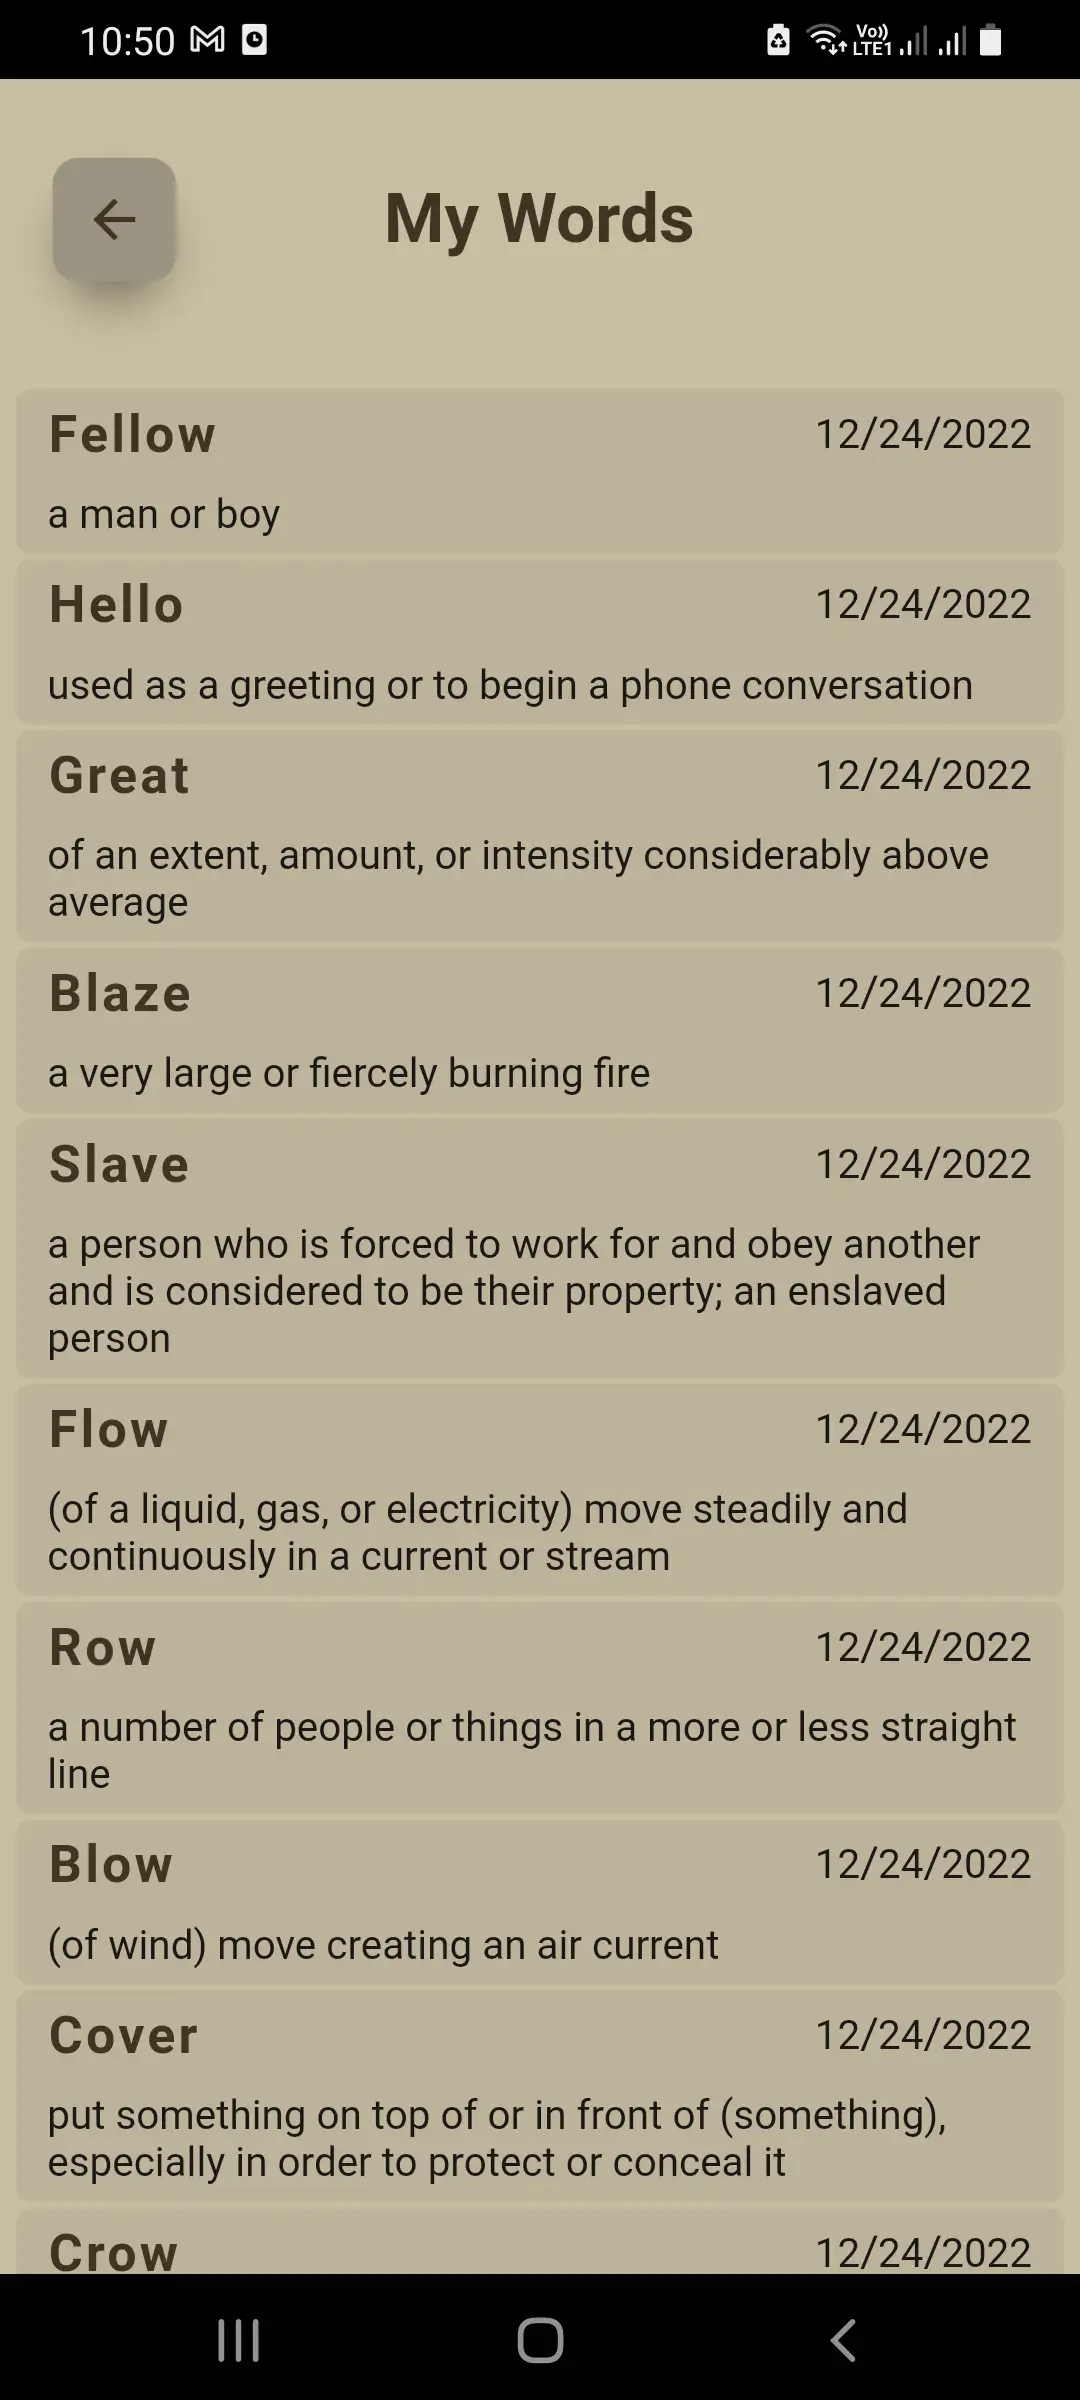 10:50
Vo))
LTE1
My Words
Fellow 12/24/2022
a man or boy
Hello 12/24/2022
used as a greeting or to begin a phone conversation
Great 12/24/2022
of an extent, amount, or intensity considerably above
average
Blaze 12/24/2022
a very large or fiercely burning fire
Slave 12/24/2022
a person who is forced to work for and obey another
and is considered to be their property; an enslaved
person
Flow 12/24/2022
(of a liquid, gas, or electricity) move steadily and
continuously in a current or stream
Row 12/24/2022
a number of people or things in a more or less straight
line
Blow 12/24/2022
(of wind) move creating an air current
Cover 12/24/2022
put something on top of or in front of (something),
especially in order to protect or conceal it
Crow 12/24/2022